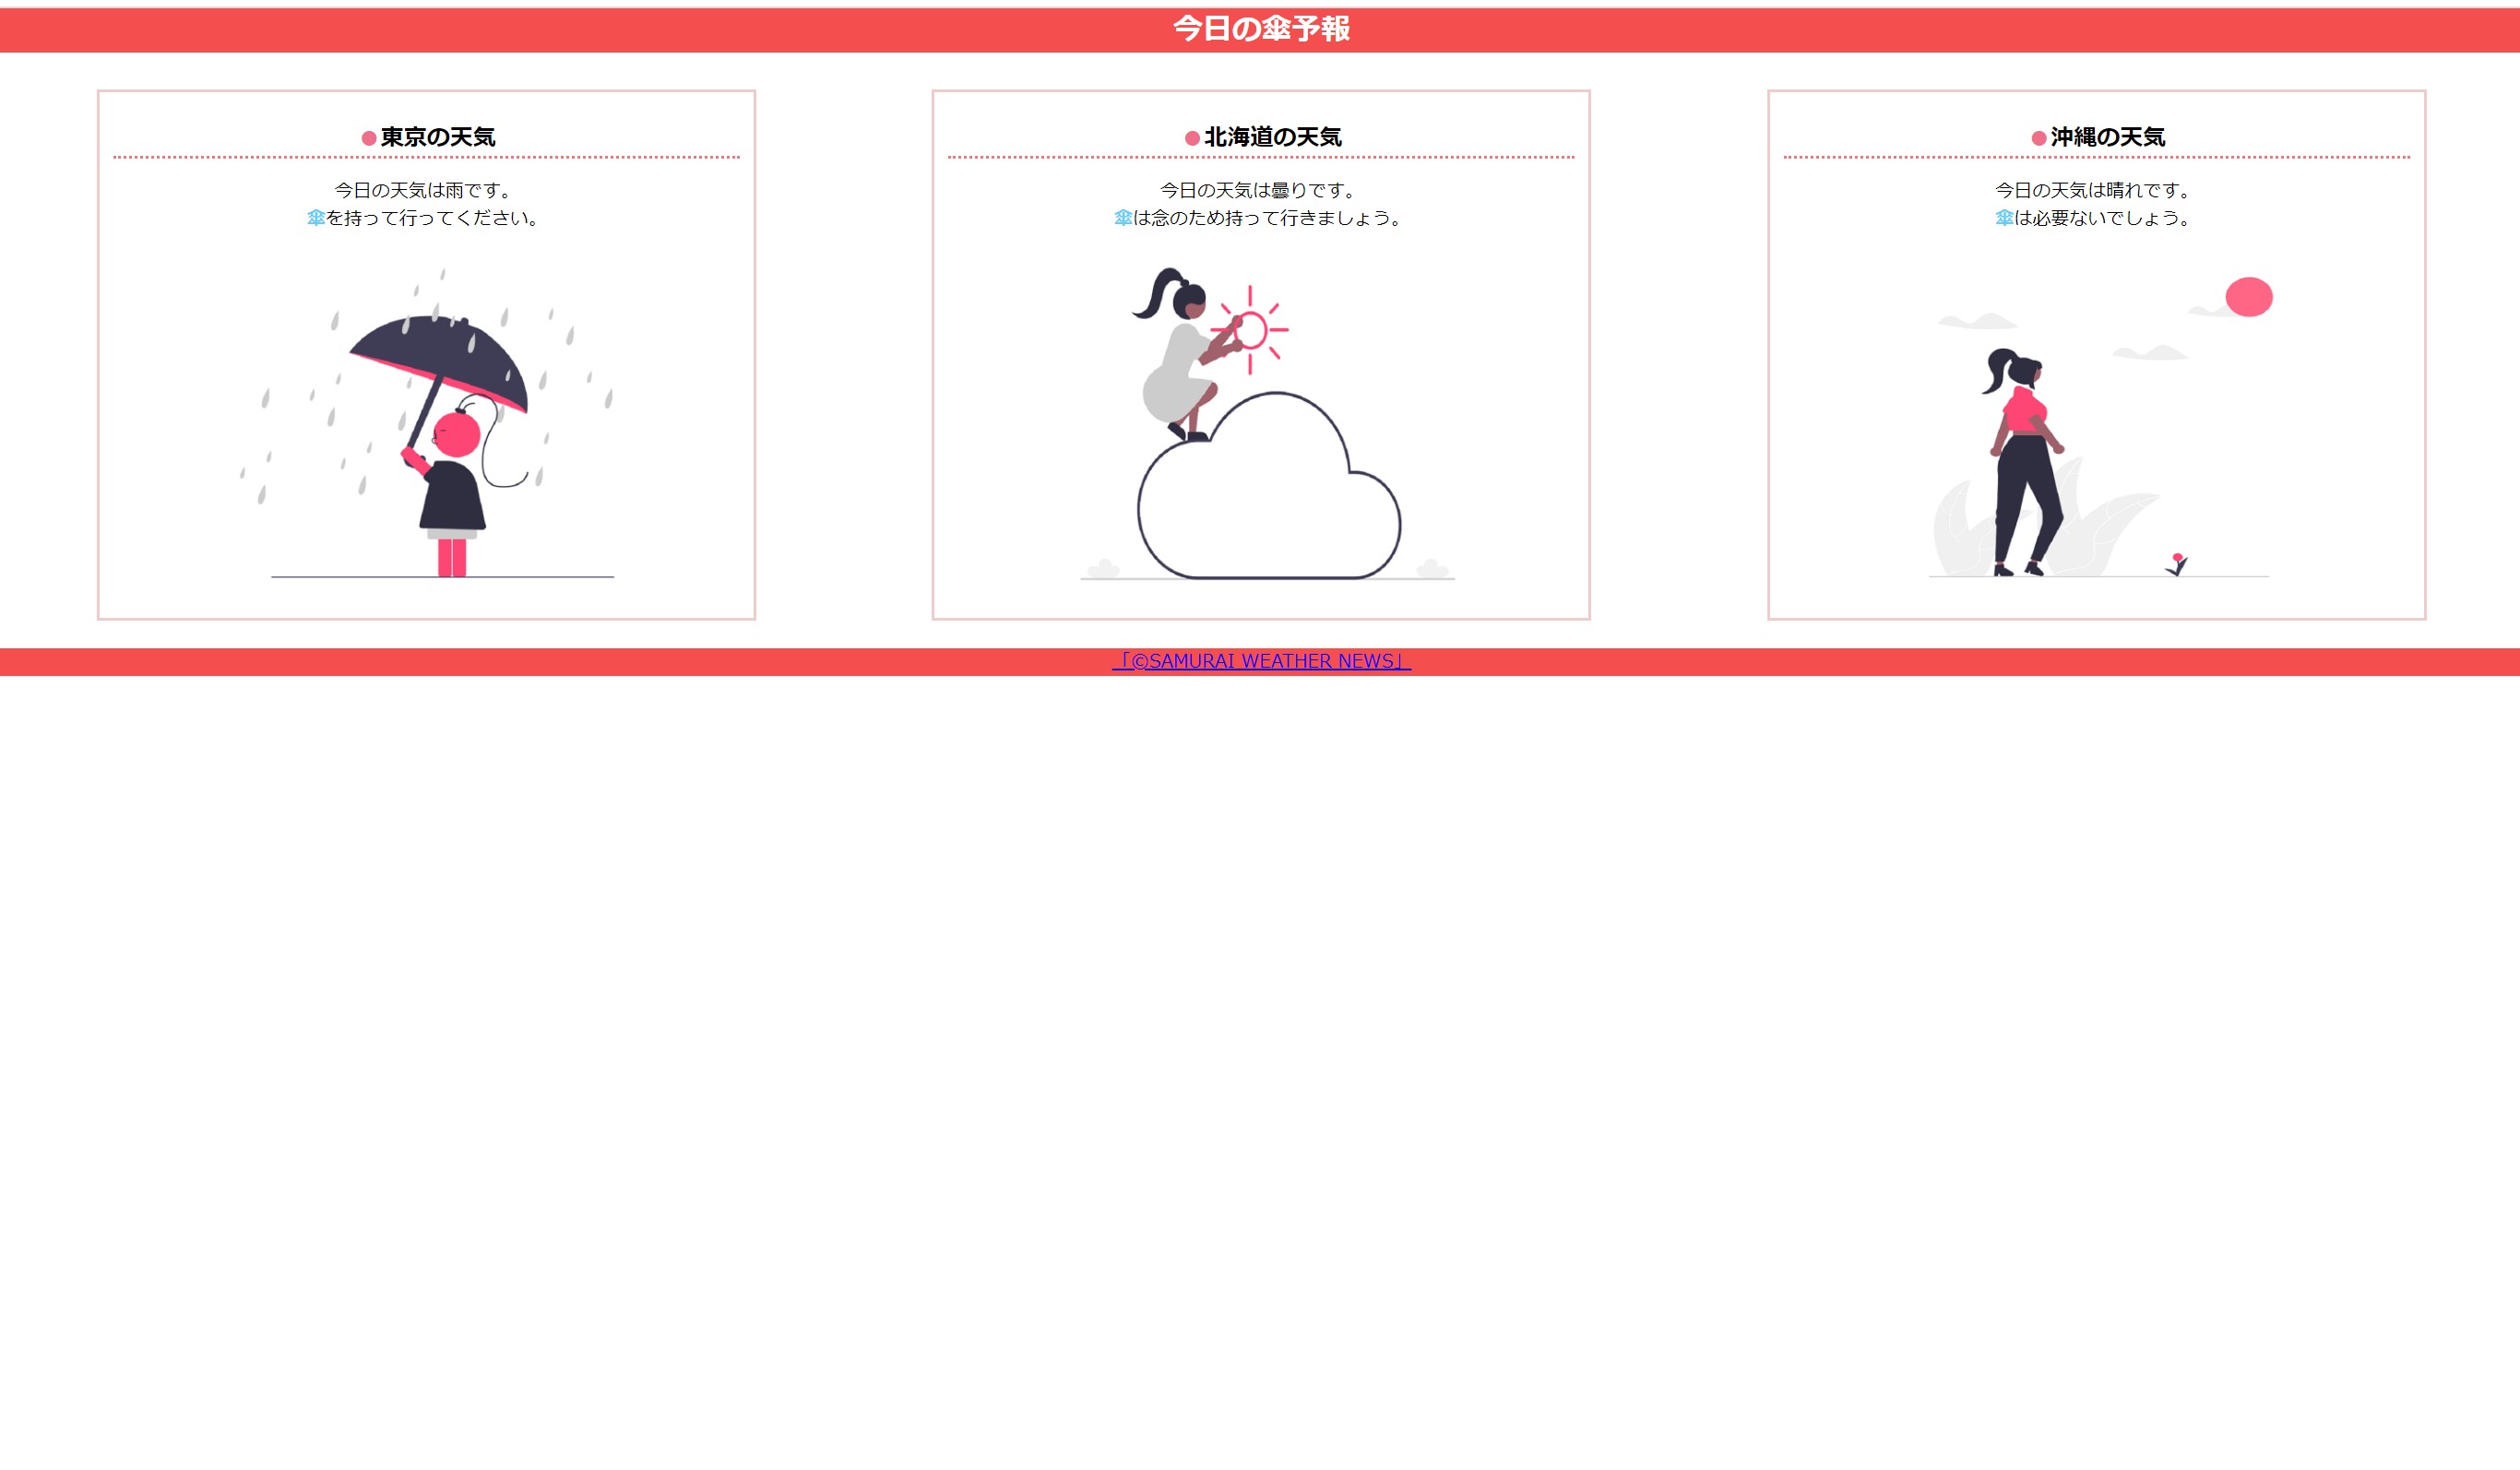 今日の傘予報
●東京の天気
今日の天気は雨です。
傘を持って行ってください。
●北海道の天気
今日の天気は曇りです。
傘は念のため持って行きましょう。
●沖縄の天気
今日の天気は晴れです。
傘は必要ないでしょう。
「©SAMURAI WEATHER NEWS」